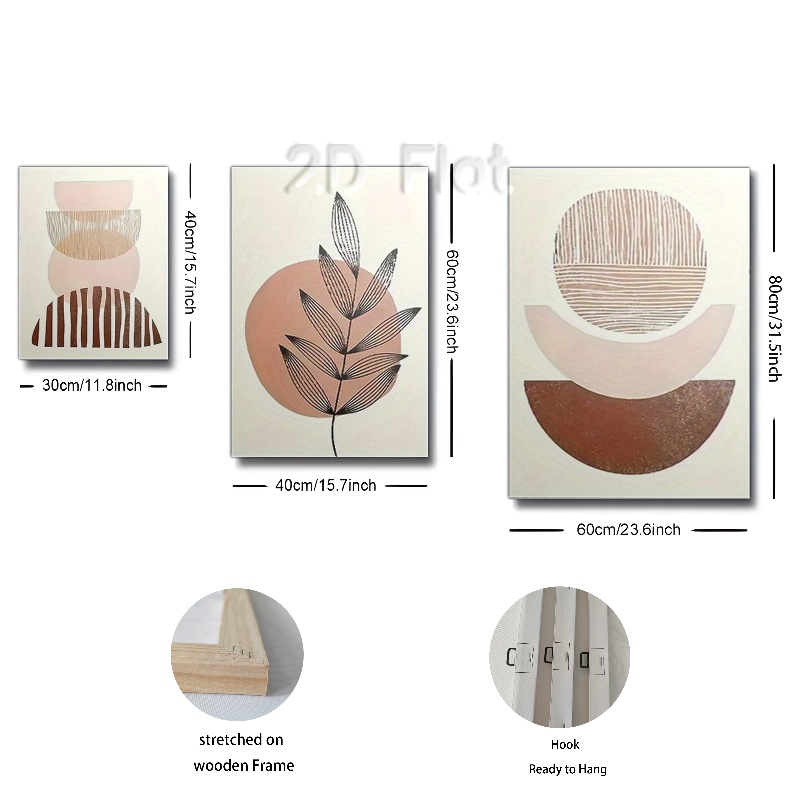 2D Flat
40cm/15.7inch
30cm/11.8inch
60cm/23.6inch
40cm/15.7inch
80cm/31.5inch
60cm/23.6inch
stretched on
wooden Frame
Hook
Ready to Hang